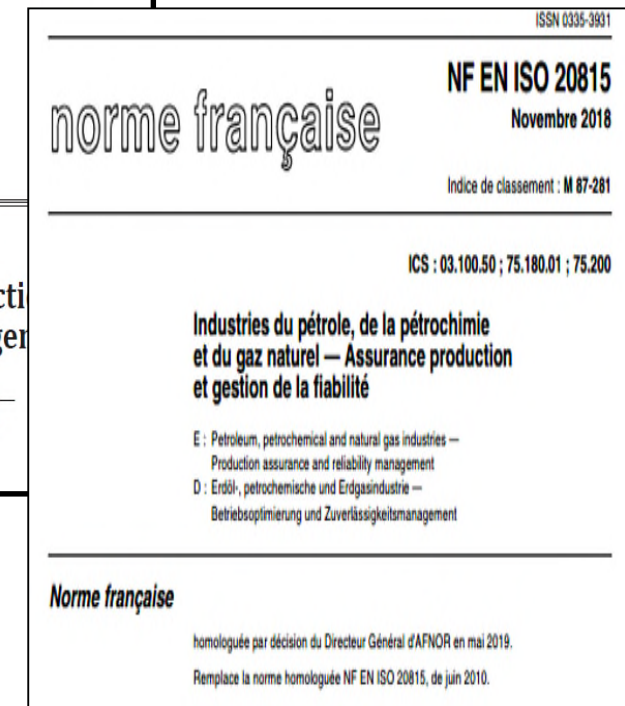 ISSN 0335-3931
NF EN ISO 20815
Novembre 2018
norme française
Indice de classement : M 87-281
ICS : 03.100.50 ; 75.180.01 ; 75.200
Industries du pétrole, de la pétrochimie
et du gaz naturel — Assurance production
et gestion de la fiabilité
E : Petroleum, petrochemical and natural gas industries —
Production assurance and reliability management
D : Erdöl-, petrochemische und Erdgasindustrie —
Betriebsoptimierung und Zuverlässigkeitsmanagement
Norme française
homologuée par décision du Directeur Général d'AFNOR en mai 2019.
Remplace la norme homologuée NF EN ISO 20815, de juin 2010.